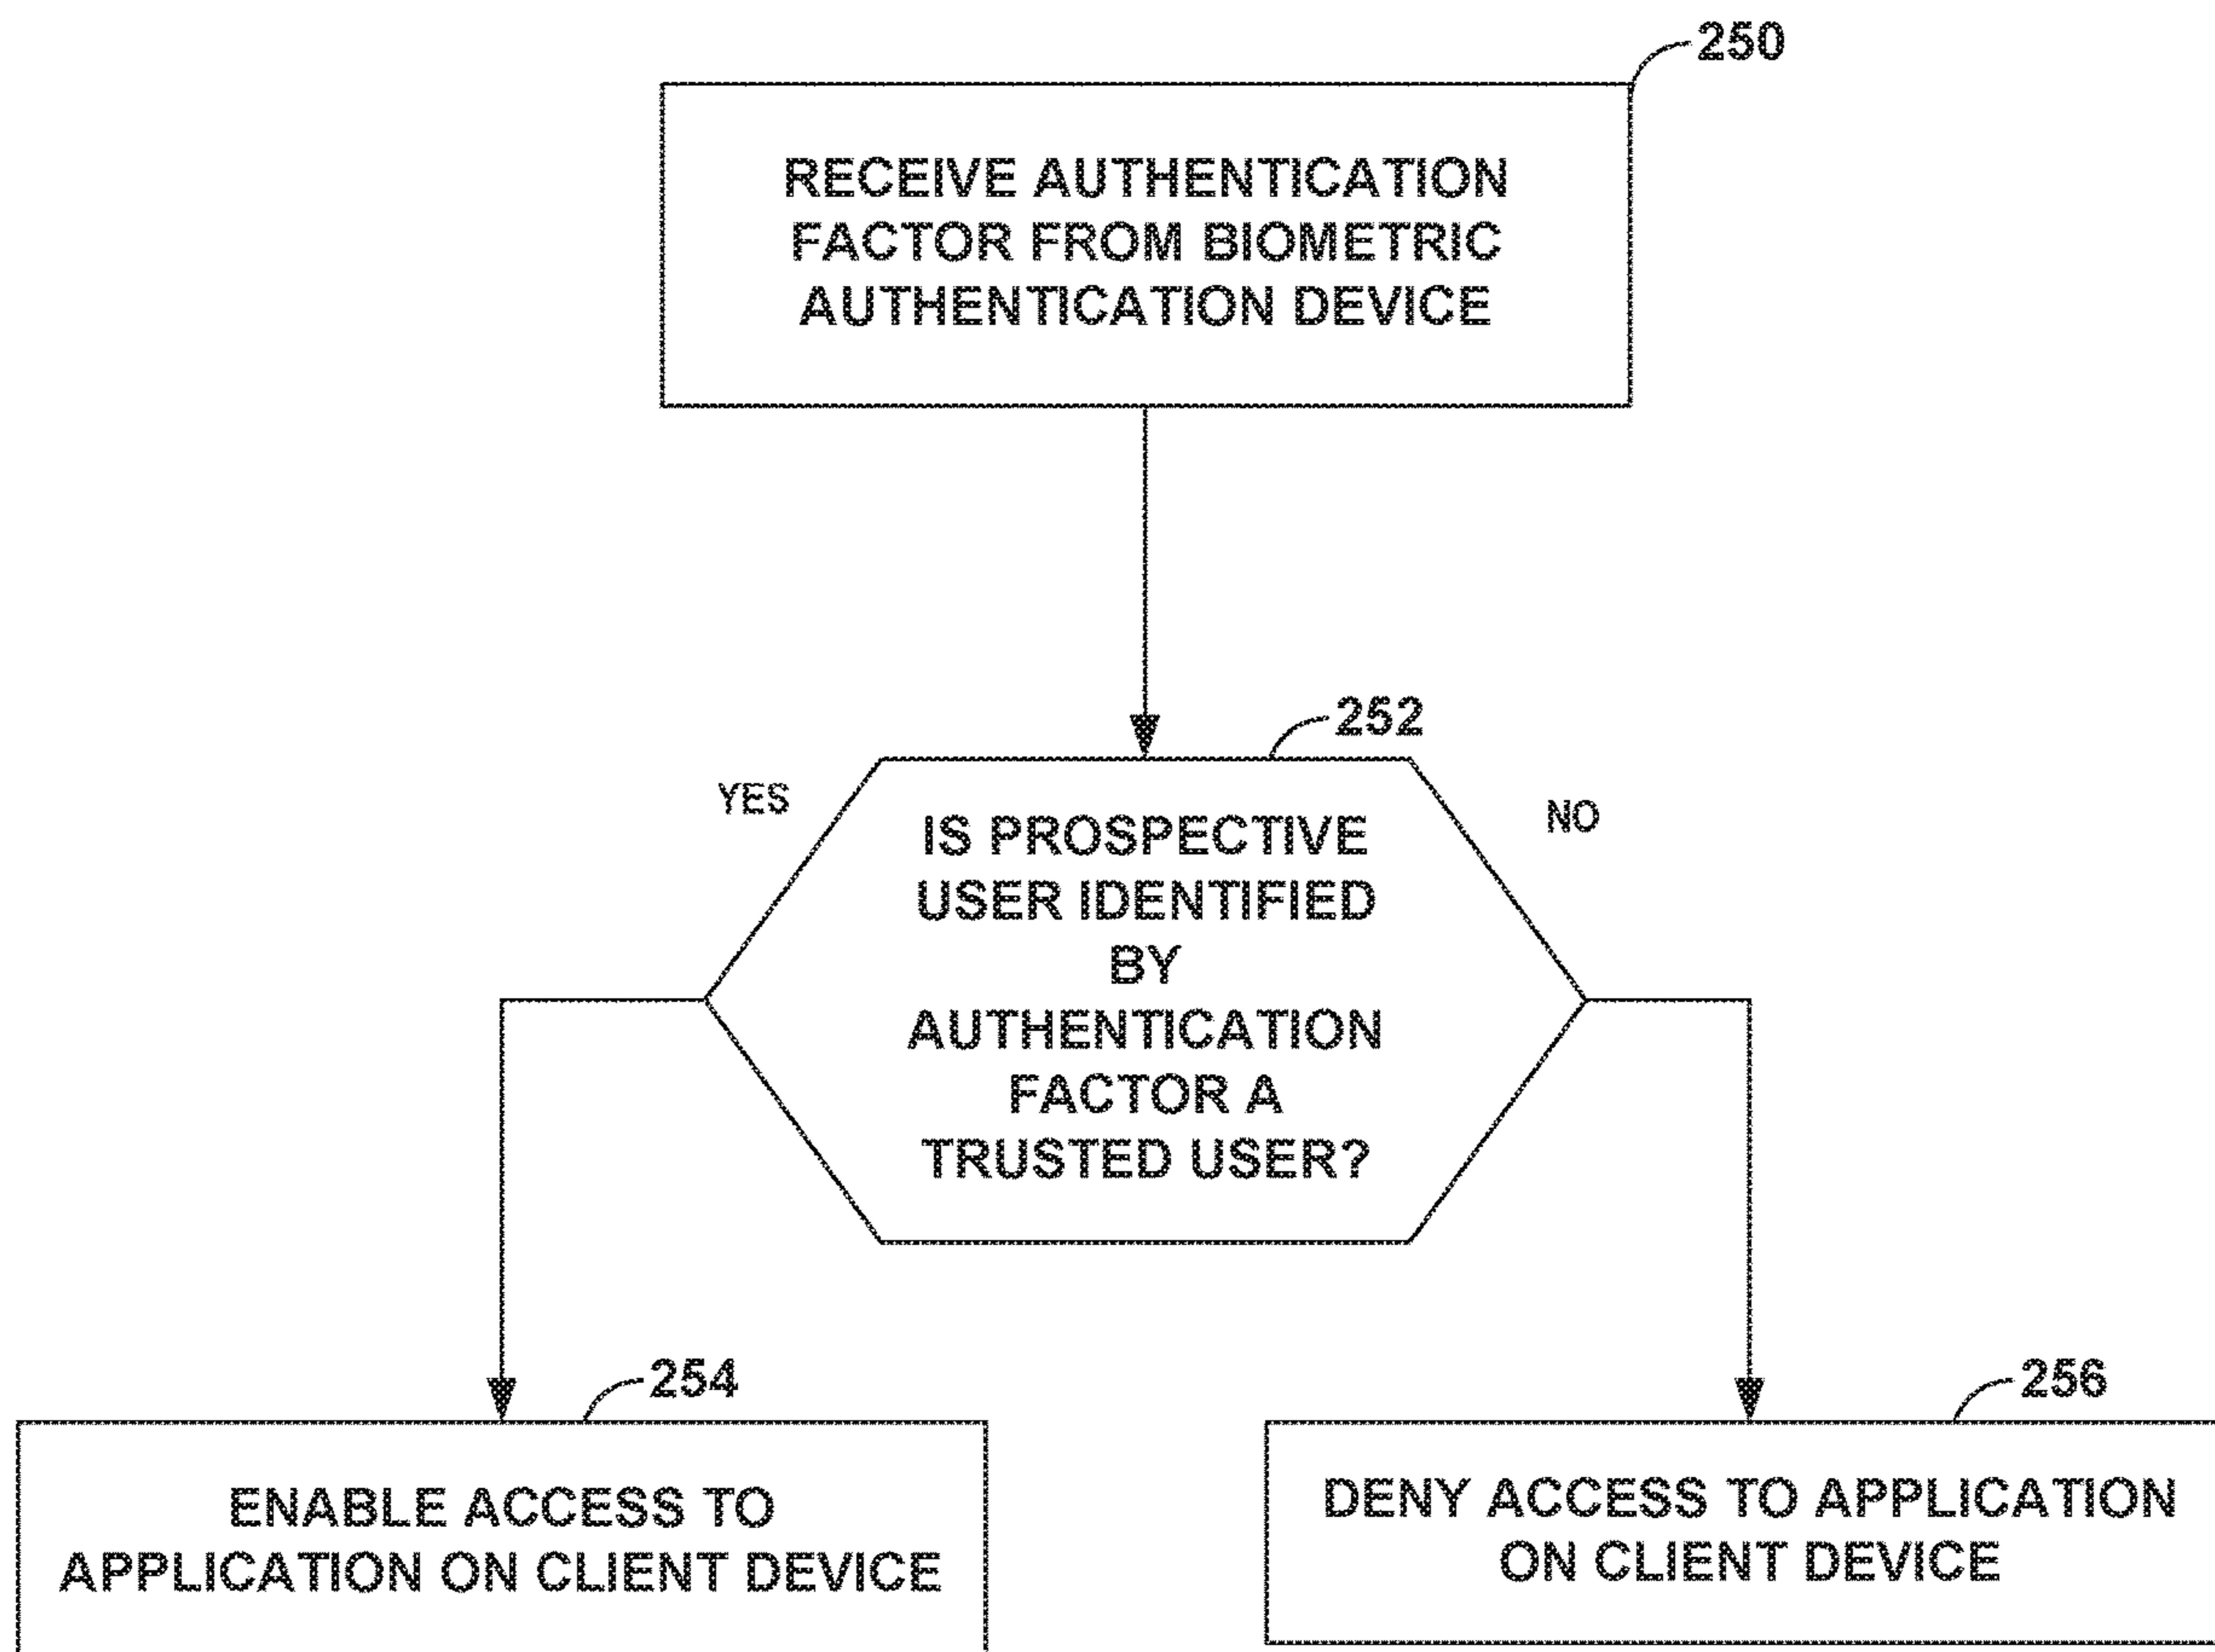 250
RECEIVE AUTHENTICATION
FACTOR FROM BIOMETRIC
AUTHENTICATION DEVICE
252
YES
NO
IS PROSPECTIVE
USER IDENTIFIED
BY
AUTHENTICATION
FACTOR A
TRUSTED USER?
254
ENABLE ACCESS TO
APPLICATION ON CLIENT DEVICE
256
DENY ACCESS TO APPLICATION
ON CLIENT DEVICE